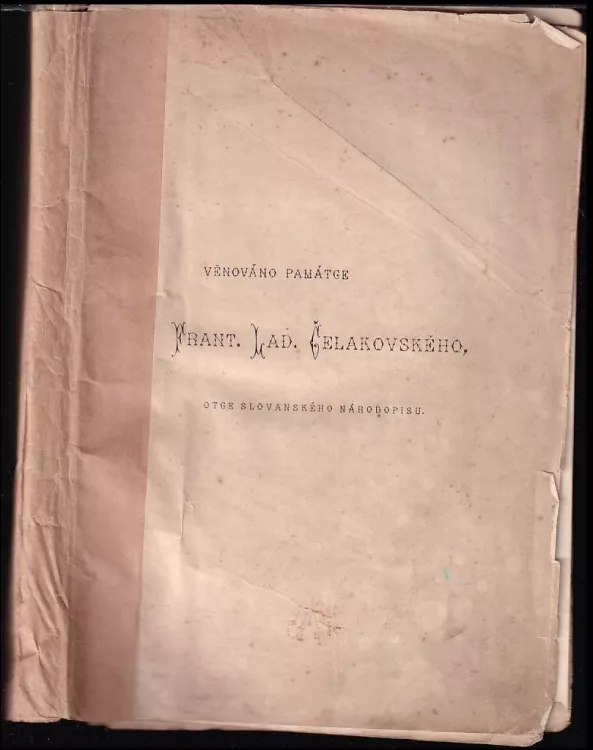 VĚNOVÁNO PAMÁTCE
FRANT. LAD. ČELAKOVSKÉHO,
OTCE SLOVANSKÉHO NÁRODOPISU.